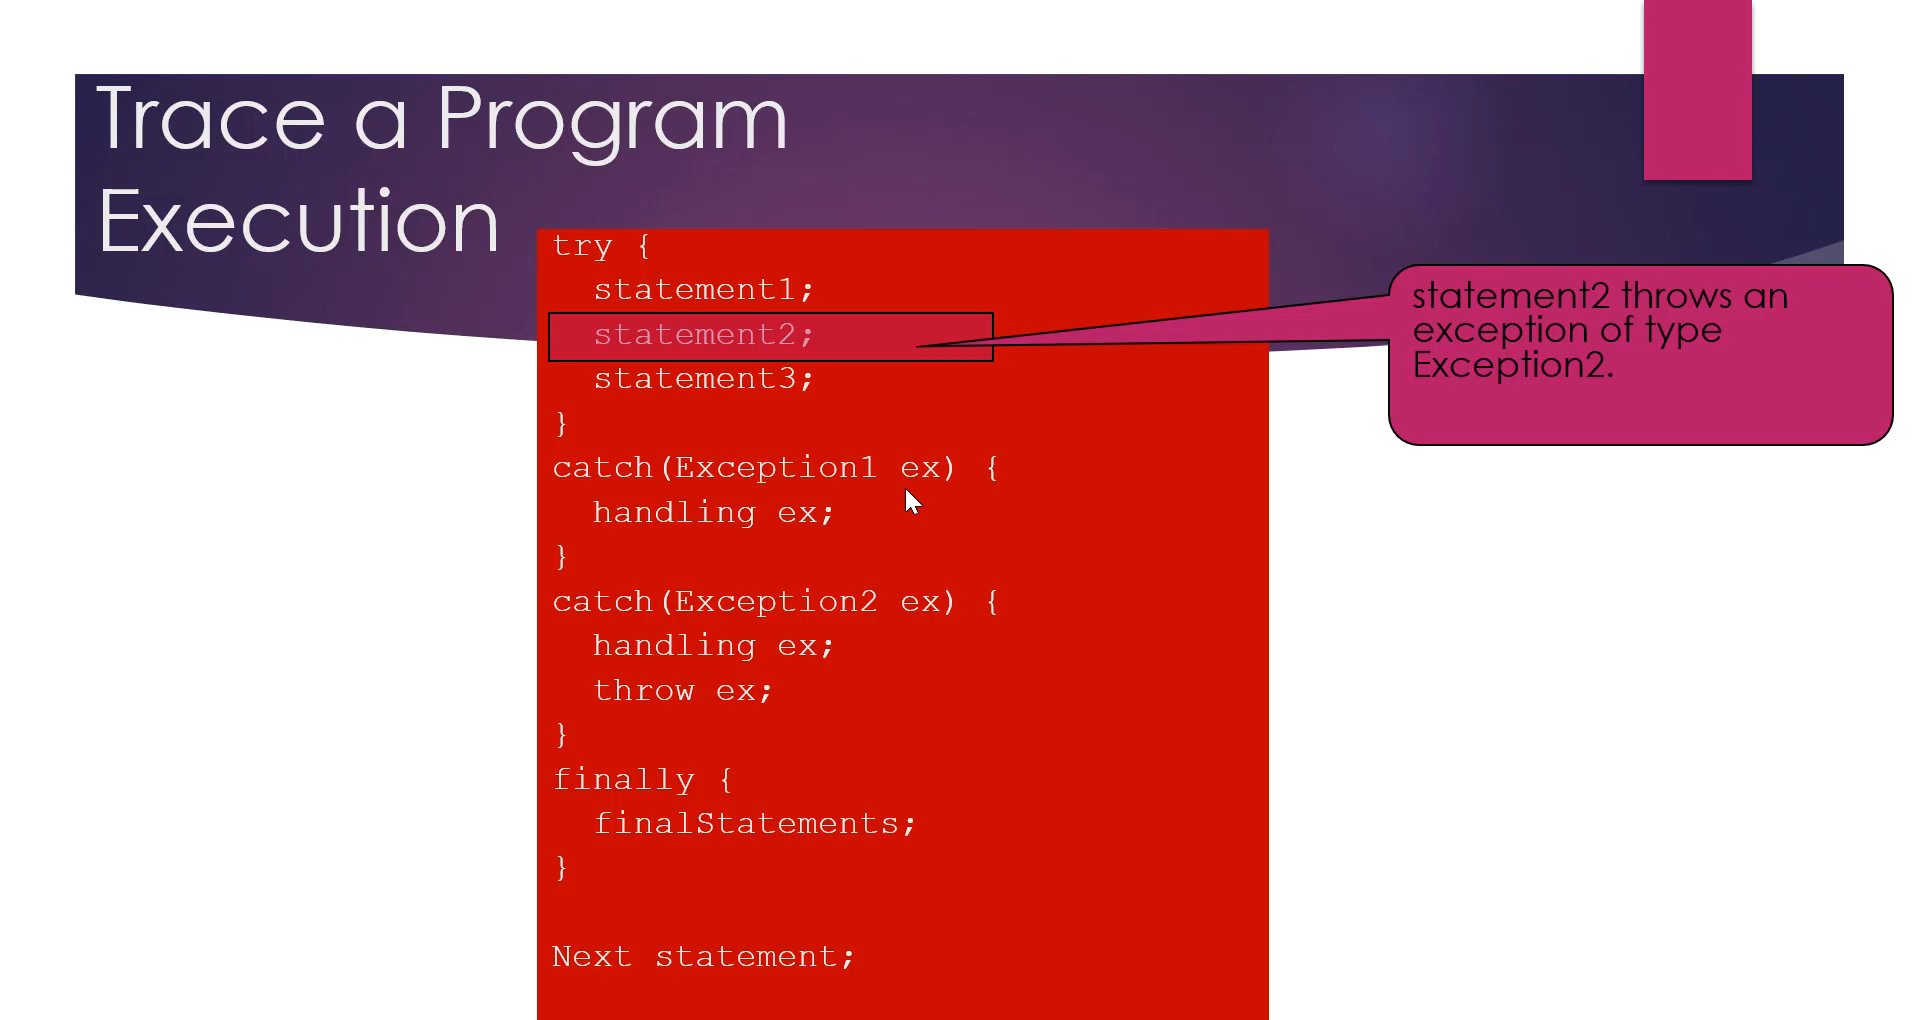 Trace a Program
Execution
try {
  statement1;
  statement2;
  statement3;
}
catch(Exception1 ex) {
  handling ex;
}
catch(Exception2 ex) {
  handling ex;
  throw ex;
}
finally {
  finalStatements;
}

Next statement;
statement2 throws an
exception of type
Exception2.